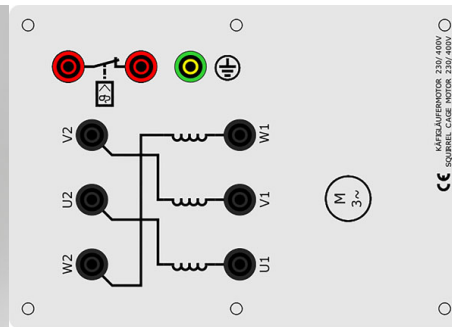 W2 U2 V2
ϑ>
U1 V1 W1
M
3~
CE
KÄFIGLÄUFERMOTOR 230/ 400V
SQUIRREL CAGE MOTOR 230/ 400V